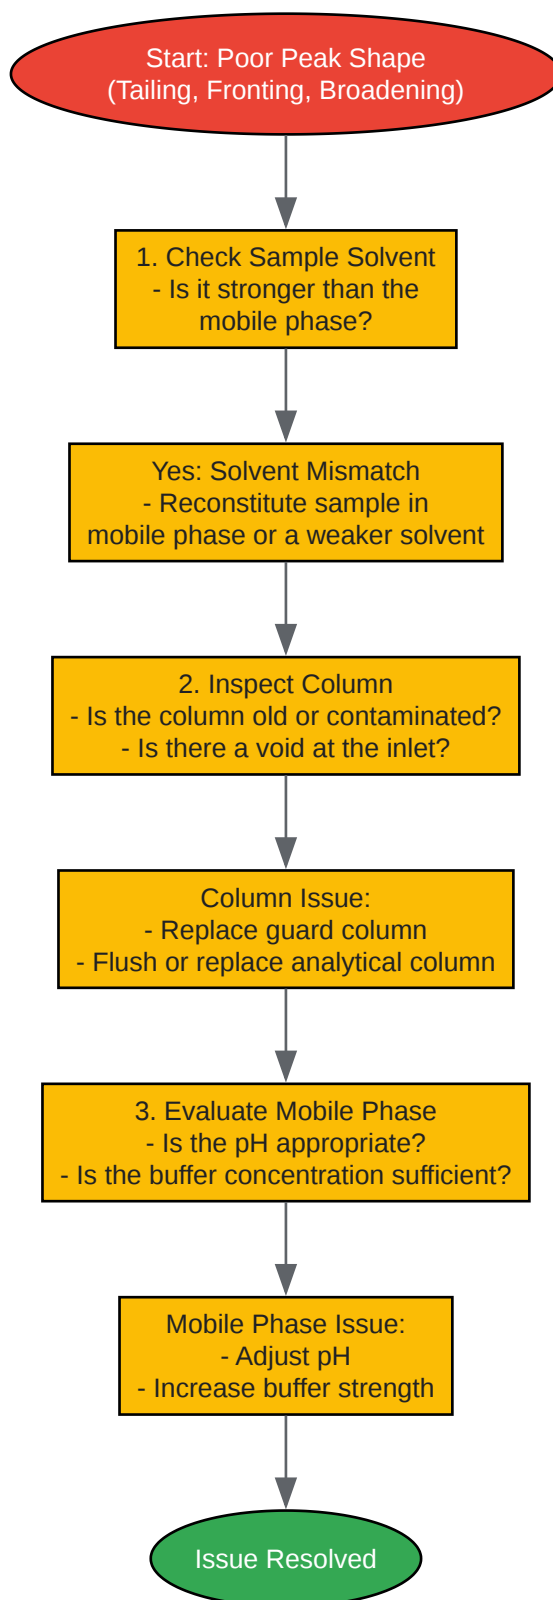 Start: Poor Peak Shape
(Tailing, Fronting, Broadening)
1. Check Sample Solvent
- Is it stronger than the
mobile phase?
Yes: Solvent Mismatch
- Reconstitute sample in
mobile phase or a weaker solvent
2. Inspect Column
- Is the column old or contaminated?
- Is there a void at the inlet?
Column Issue:
- Replace guard column
- Flush or replace analytical column
3. Evaluate Mobile Phase
- Is the pH appropriate?
- Is the buffer concentration sufficient?
Mobile Phase Issue:
- Adjust pH
- Increase buffer strength
Issue Resolved